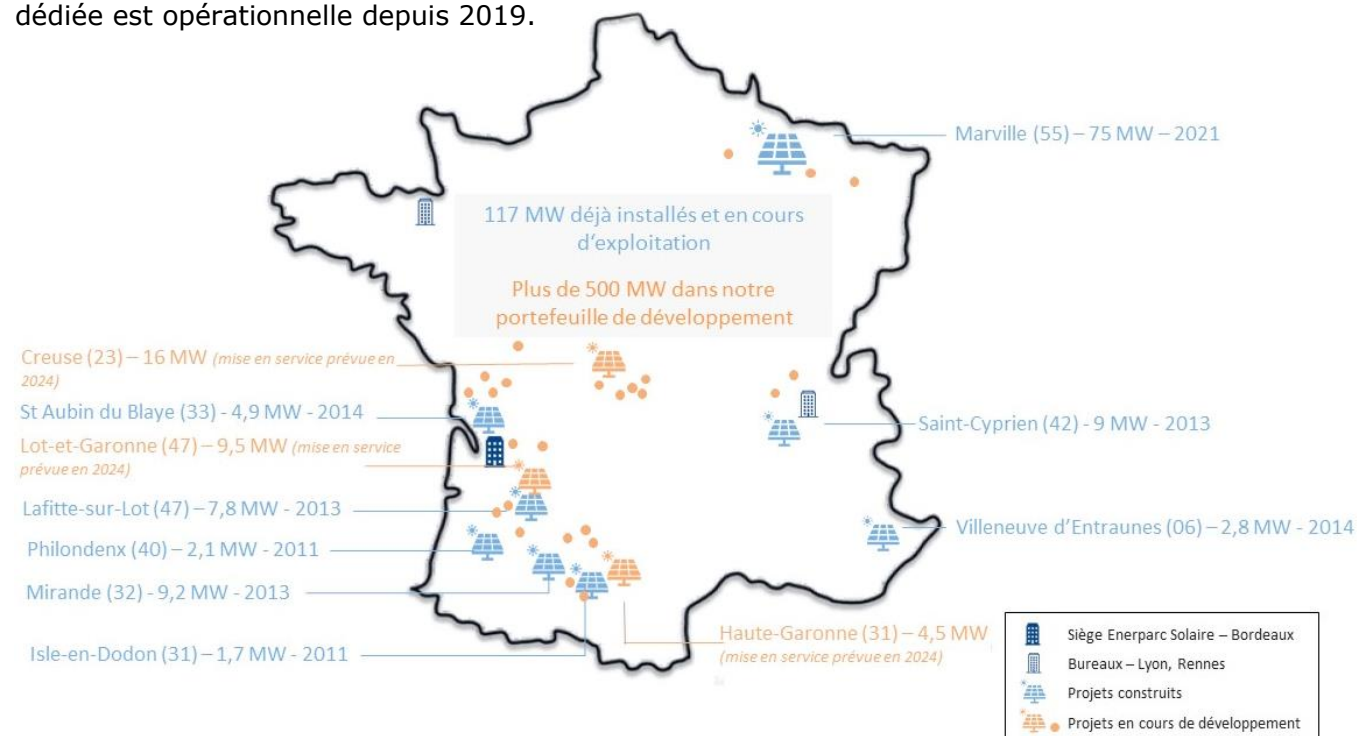 dédiée est opérationnelle depuis 2019.
Marville (55) – 75 MW – 2021
117 MW déjà installés et en cours
d'exploitation
Plus de 500 MW dans notre
portefeuille de développement
Creuse (23) – 16 MW (mise en service prévue en
2024)
St Aubin du Blaye (33) - 4,9 MW - 2014
Lot-et-Garonne (47) – 9,5 MW (mise en service
prévue en 2024)
Lafitte-sur-Lot (47) – 7,8 MW - 2013
Philondenx (40) – 2,1 MW - 2011
Mirande (32) - 9,2 MW - 2013
Isle-en-Dodon (31) – 1,7 MW - 2011
Saint-Cyprien (42) - 9 MW - 2013
Villeneuve d'Entraunes (06) – 2,8 MW - 2014
Haute-Garonne (31) – 4,5 MW
(mise en service prévue en 2024)
Siège Enerparc Solaire – Bordeaux
Bureaux – Lyon, Rennes
Projets construits
Projets en cours de développement